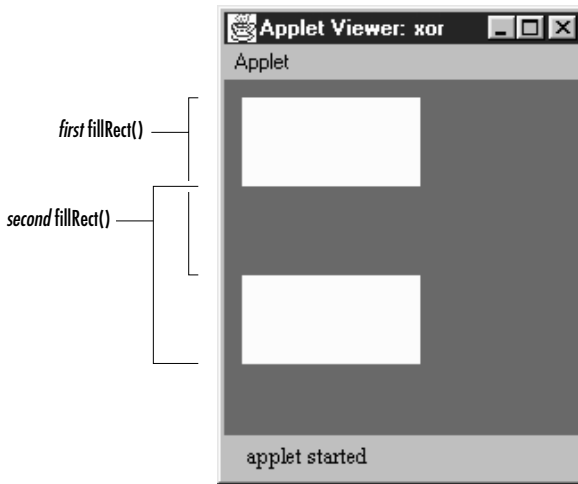 Applet Viewer: xor
Applet
first fillRect()
second fillRect()
applet started